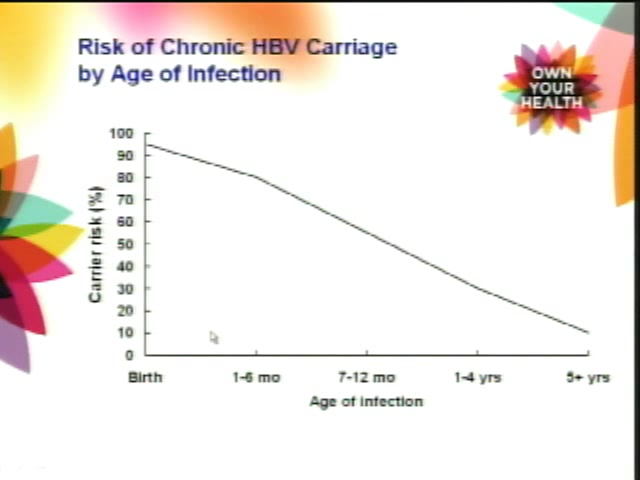 Risk of Chronic HBV Carriage
by Age of Infection
OWN
YOUR
HEALTH
100
90
80
70
60
50
40
30
20
10
0
Carrier risk (%)
Birth 1-6 mo 7-12 mo 1-4 yrs 5+ yrs
Age of infection